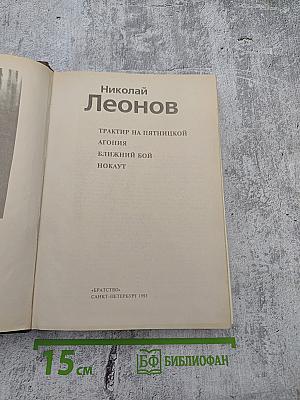 Николай
Леонов
ТРАКТИР НА ПЯТНИЦКОЙ
АГОНИЯ
БЛИЖНИЙ БОЙ
НОКАУТ
«БРАТСТВО»
САНКТ-ПЕТЕРБУРГ 1993
15 см
БФ БИБЛИОФАН